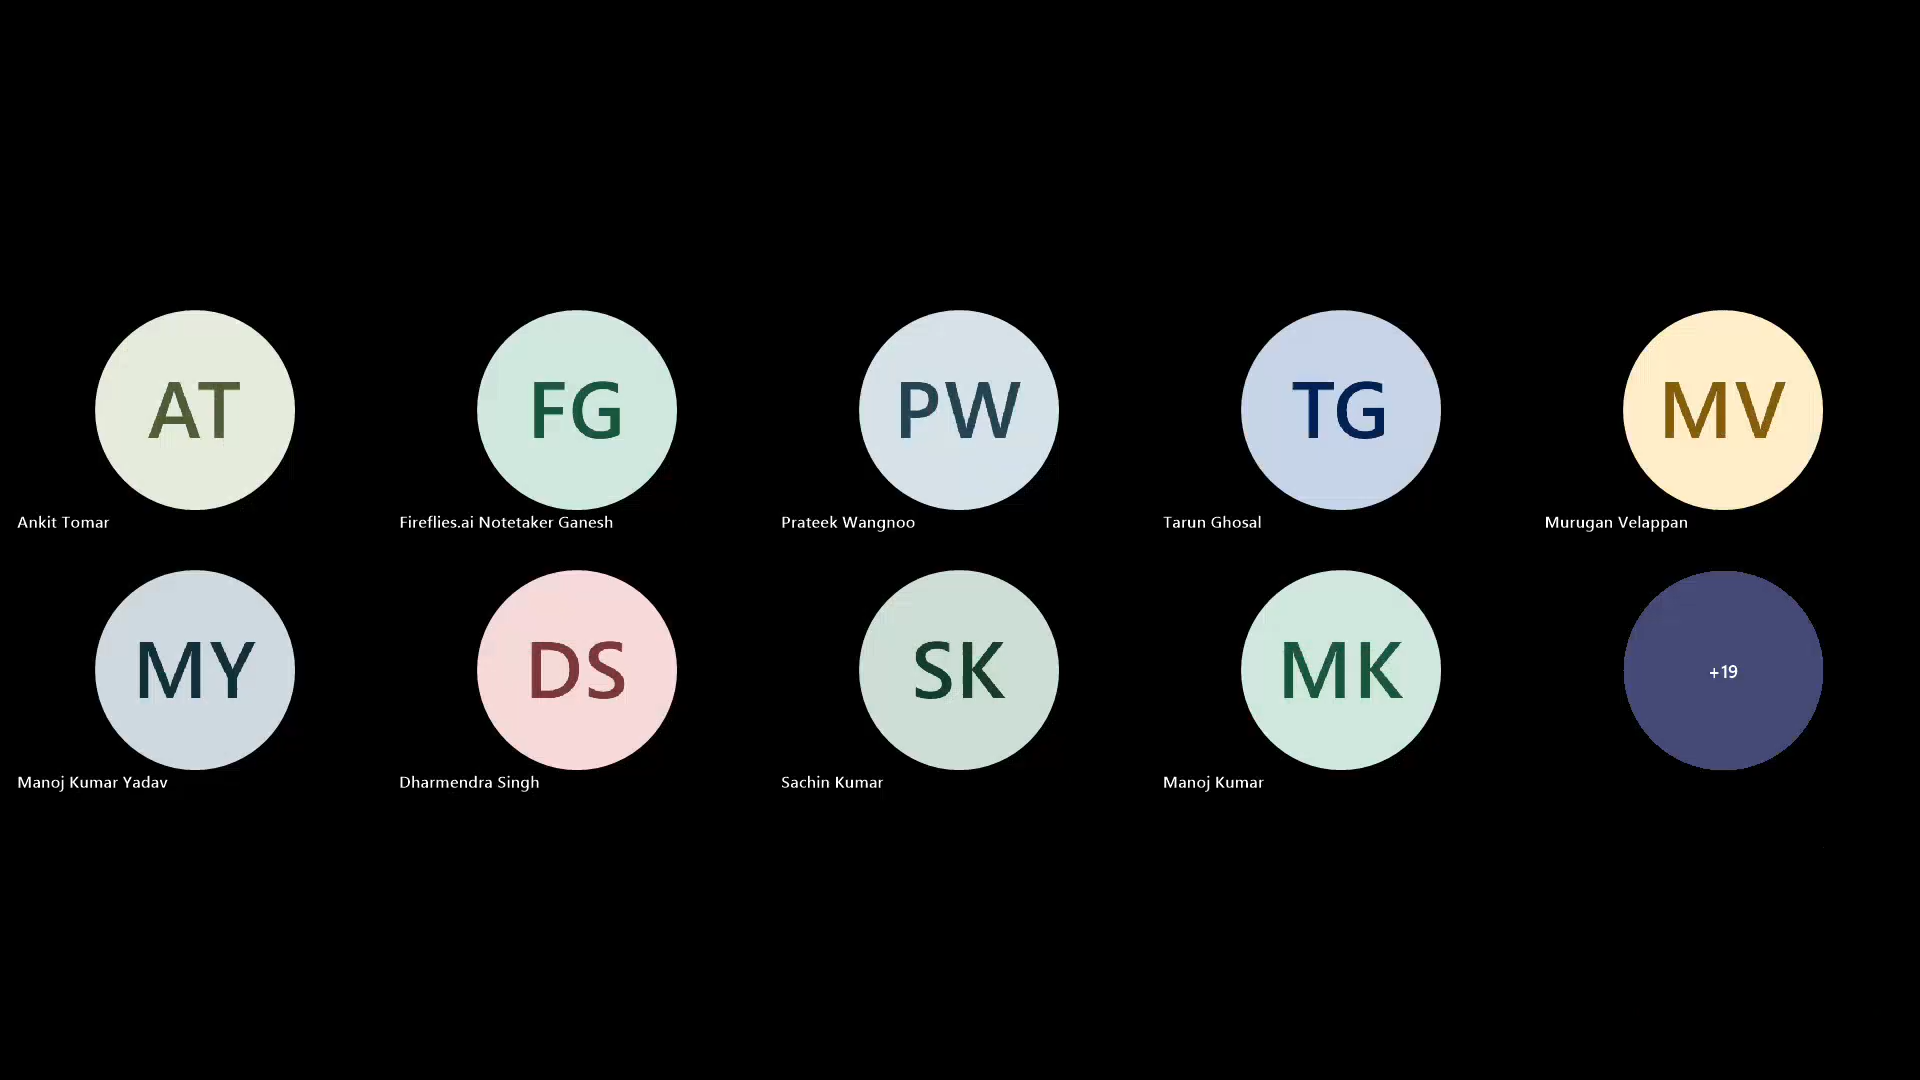 AT
FG
PW
TG
MV
Ankit Tomar
Fireflies.ai Notetaker Ganesh
Prateek Wangnoo
Tarun Ghosal
Murugan Velappan
MY
DS
SK
MK
+19
Manoj Kumar Yadav
Dharmendra Singh
Sachin Kumar
Manoj Kumar